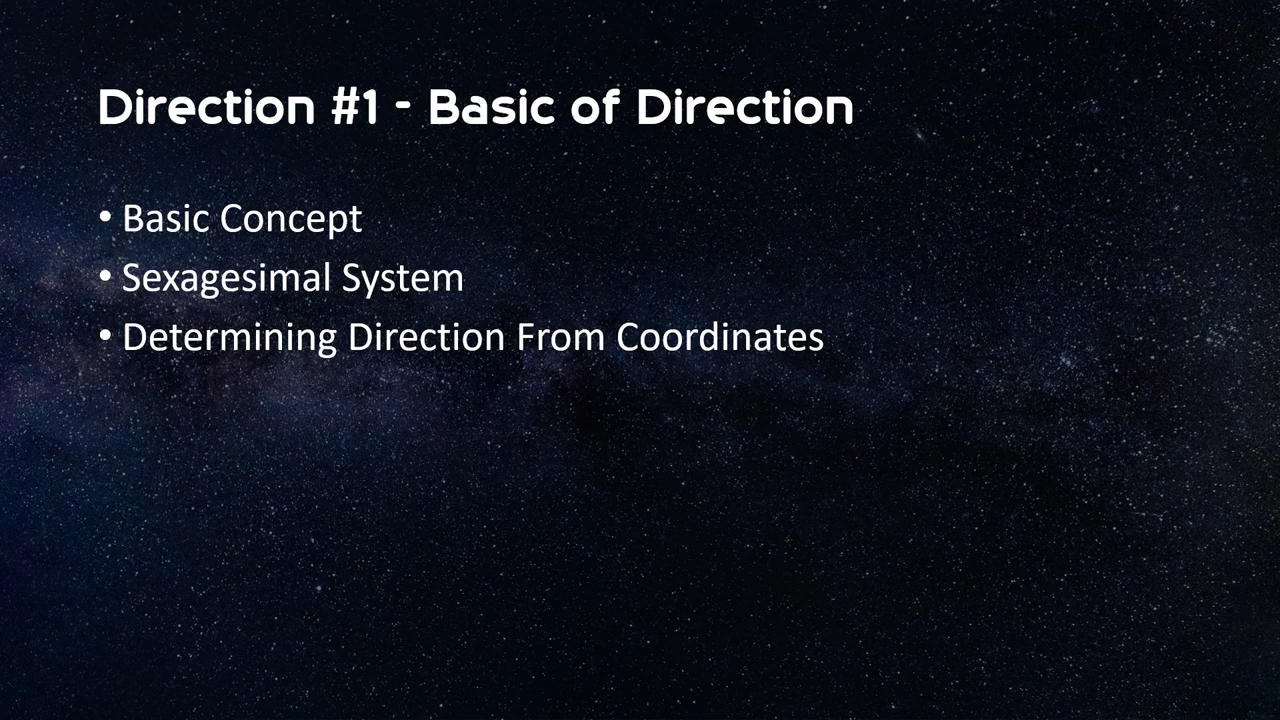 Direction #1 - Basic of Direction
• Basic Concept
• Sexagesimal System
• Determining Direction From Coordinates